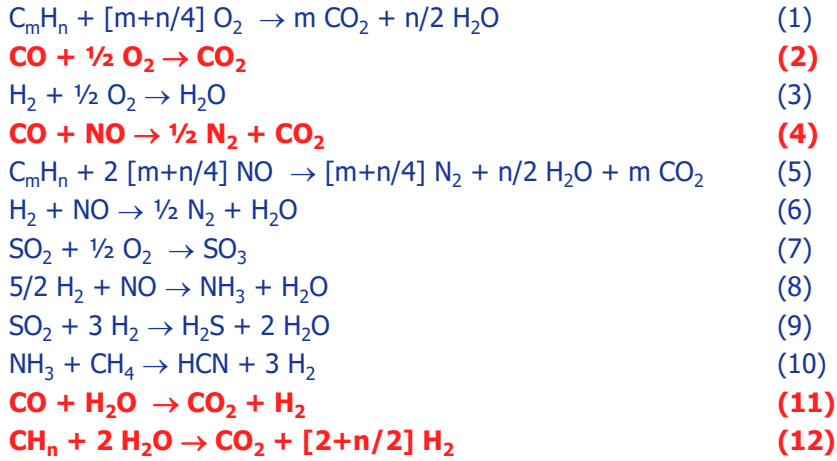 CₘHₙ + [m+n/4] O₂ → m CO₂ + n/2 H₂O (1)
CO + ½ O₂ → CO₂ (2)
H₂ + ½ O₂ → H₂O (3)
CO + NO → ½ N₂ + CO₂ (4)
CₘHₙ + 2 [m+n/4] NO → [m+n/4] N₂ + n/2 H₂O + m CO₂ (5)
H₂ + NO → ½ N₂ + H₂O (6)
SO₂ + ½ O₂ → SO₃ (7)
5/2 H₂ + NO → NH₃ + H₂O (8)
SO₂ + 3 H₂ → H₂S + 2 H₂O (9)
NH₃ + CH₄ → HCN + 3 H₂ (10)
CO + H₂O → CO₂ + H₂ (11)
CHₙ + 2 H₂O → CO₂ + [2+n/2] H₂ (12)